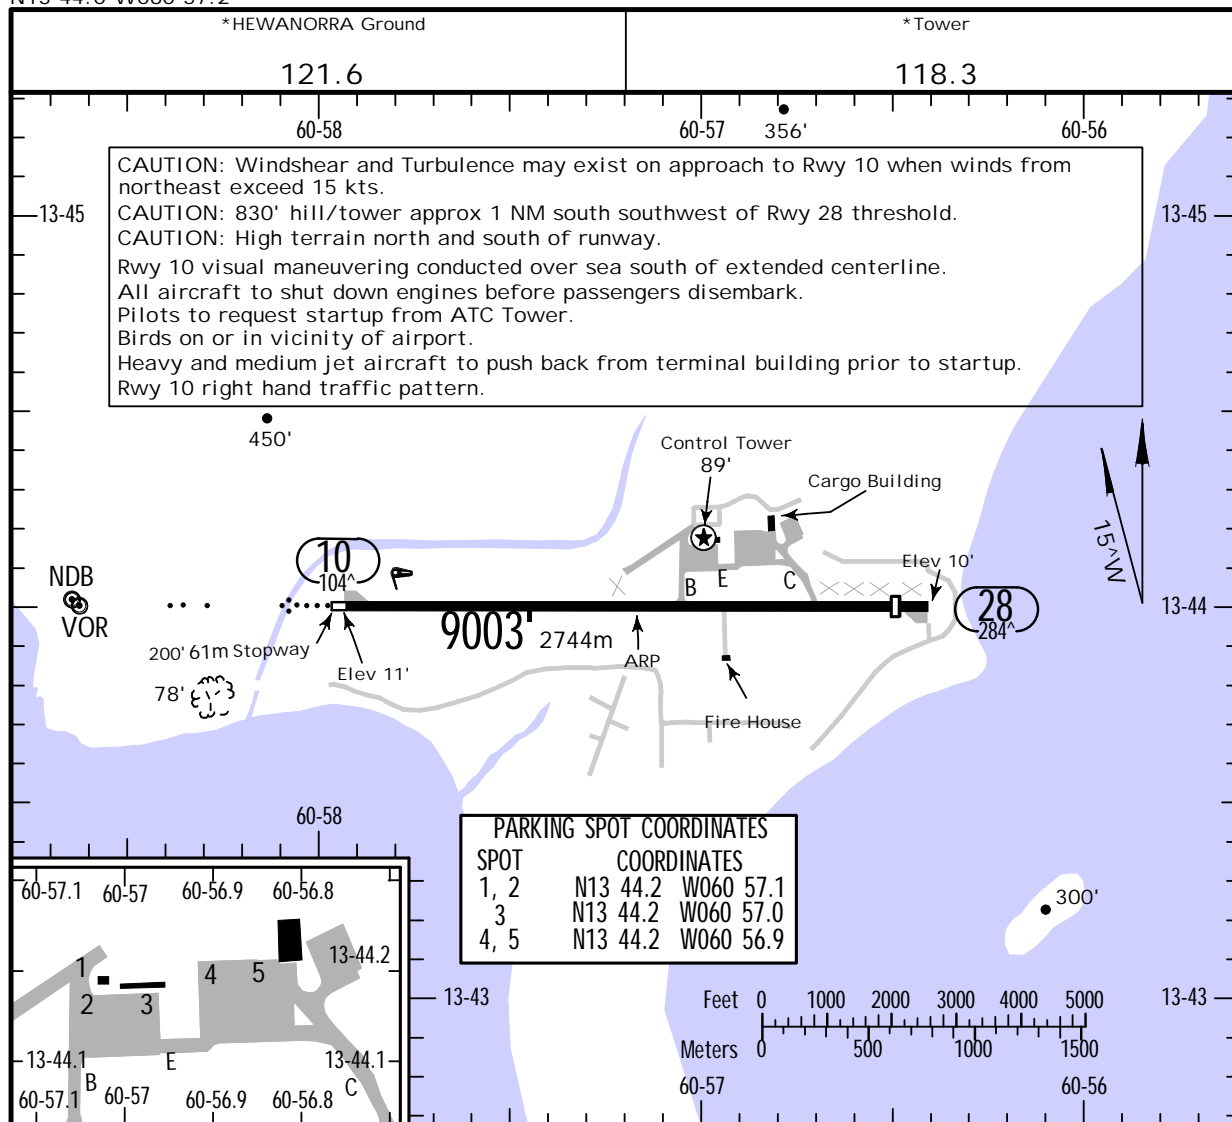 *HEWANORRA Ground
*Tower
121.6
118.3
60-58
60-57
356'
60-56
CAUTION: Windshear and Turbulence may exist on approach to Rwy 10 when winds from
northeast exceed 15 kts.
CAUTION: 830' hill/tower approx 1 NM south southwest of Rwy 28 threshold.
CAUTION: High terrain north and south of runway.
Rwy 10 visual maneuvering conducted over sea south of extended centerline.
All aircraft to shut down engines before passengers disembark.
Pilots to request startup from ATC Tower.
Birds on or in vicinity of airport.
Heavy and medium jet aircraft to push back from terminal building prior to startup.
Rwy 10 right hand traffic pattern.
13-45
13-45
450'
Control Tower
89'
Cargo Building
15^W
10
104^
Elev 10'
NDB
VOR
B
E
C
28
284^
13-44
9003'
2744m
200' 61m Stopway
Elev 11'
ARP
78'
Fire House
60-58
PARKING SPOT COORDINATES
SPOT COORDINATES
1, 2 N13 44.2 W060 57.1
3 N13 44.2 W060 57.0
4, 5 N13 44.2 W060 56.9
300'
60-57.1 60-57 60-56.9 60-56.8
13-44.2
1
2
3
4
5
13-44.1
13-44.1
B
E
C
60-57.1 60-57 60-56.9 60-56.8
13-43
13-43
Feet 0 1000 2000 3000 4000 5000
Meters 0 500 1000 1500
60-57
60-56